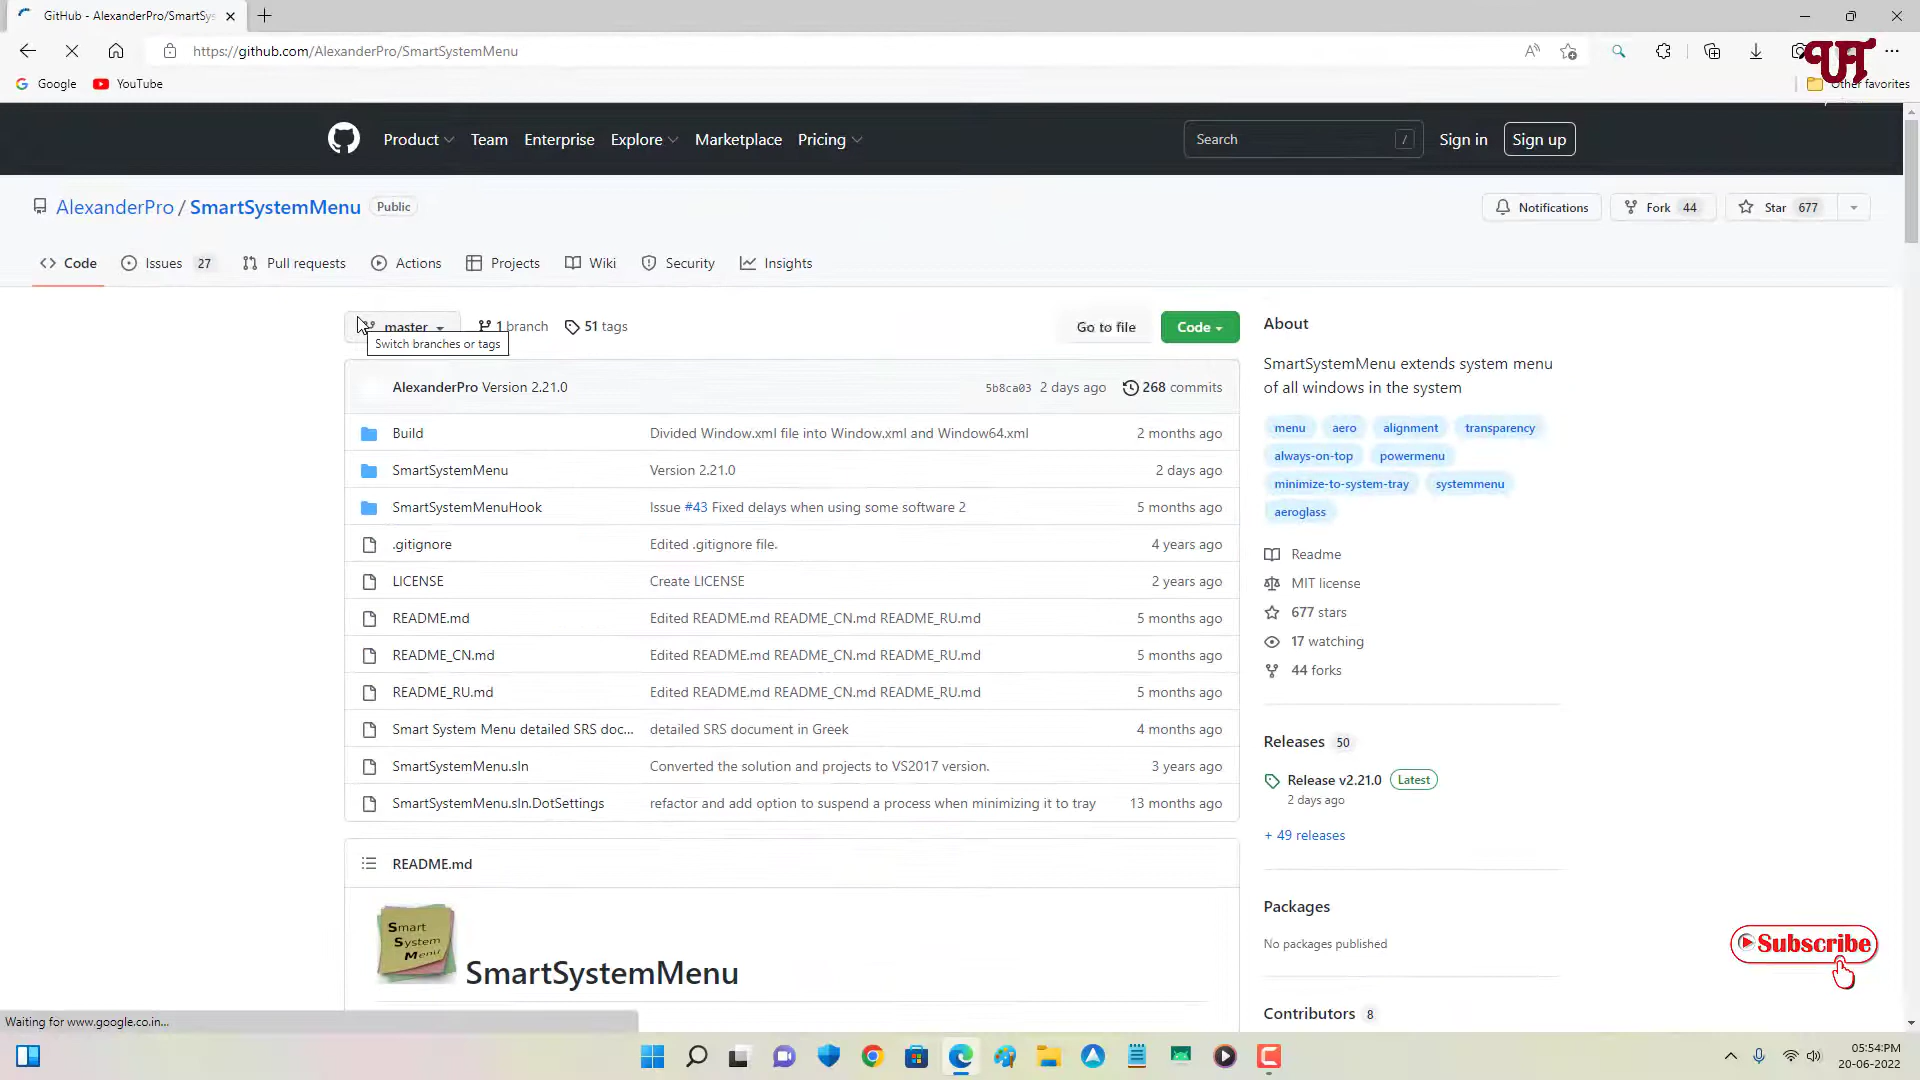 GitHub - AlexanderPro/SmartSys
https://github.com/AlexanderPro/SmartSystemMenu
Google
YouTube
Other favorites
Product
Team
Enterprise
Explore
Marketplace
Pricing
Search
/
Sign in
Sign up
AlexanderPro / SmartSystemMenu
Public
Notifications
Fork 44
Star 677
Code
Issues 27
Pull requests
Actions
Projects
Wiki
Security
Insights
master
1 branch
51 tags
Go to file
Code
Switch branches or tags
AlexanderPro Version 2.21.0
5b8ca03 2 days ago
268 commits
Build
Divided Window.xml file into Window.xml and Window64.xml
2 months ago
SmartSystemMenu
Version 2.21.0
2 days ago
SmartSystemMenuHook
Issue #43 Fixed delays when using some software 2
5 months ago
.gitignore
Edited .gitignore file.
4 years ago
LICENSE
Create LICENSE
2 years ago
README.md
Edited README.md README_CN.md README_RU.md
5 months ago
README_CN.md
Edited README.md README_CN.md README_RU.md
5 months ago
README_RU.md
Edited README.md README_CN.md README_RU.md
5 months ago
Smart System Menu detailed SRS doc...
detailed SRS document in Greek
4 months ago
SmartSystemMenu.sln
Converted the solution and projects to VS2017 version.
3 years ago
SmartSystemMenu.sln.DotSettings
refactor and add option to suspend a process when minimizing it to tray
13 months ago
README.md
Smart
System
Menu
SmartSystemMenu
About
SmartSystemMenu extends system menu
of all windows in the system
menu
aero
alignment
transparency
always-on-top
powermenu
minimize-to-system-tray
systemmenu
aeroglass
Readme
MIT license
677 stars
17 watching
44 forks
Releases 50
Release v2.21.0
Latest
2 days ago
+ 49 releases
Packages
No packages published
Contributors 8
Subscribe
Waiting for www.google.co.in...
05:54:PM
20-06-2022